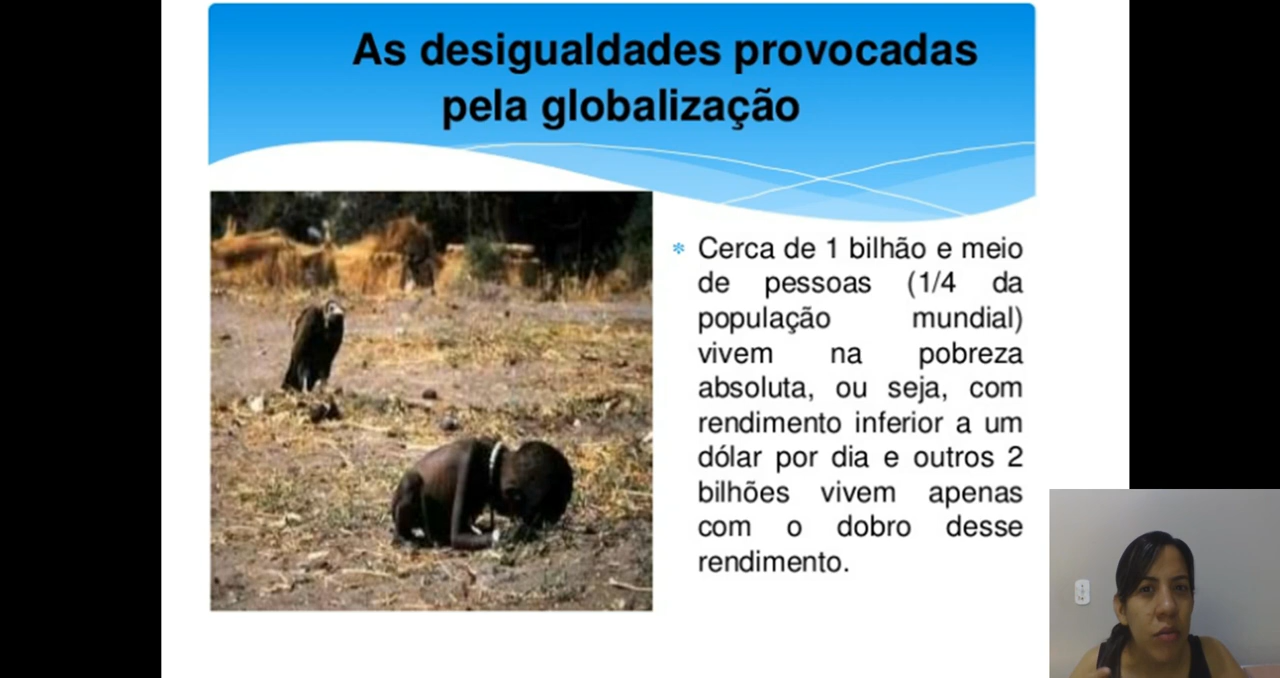 As desigualdades provocadas
pela globalização
* Cerca de 1 bilhão e meio
de pessoas (1/4 da
população mundial)
vivem na pobreza
absoluta, ou seja, com
rendimento inferior a um
dólar por dia e outros 2
bilhões vivem apenas
com o dobro desse
rendimento.